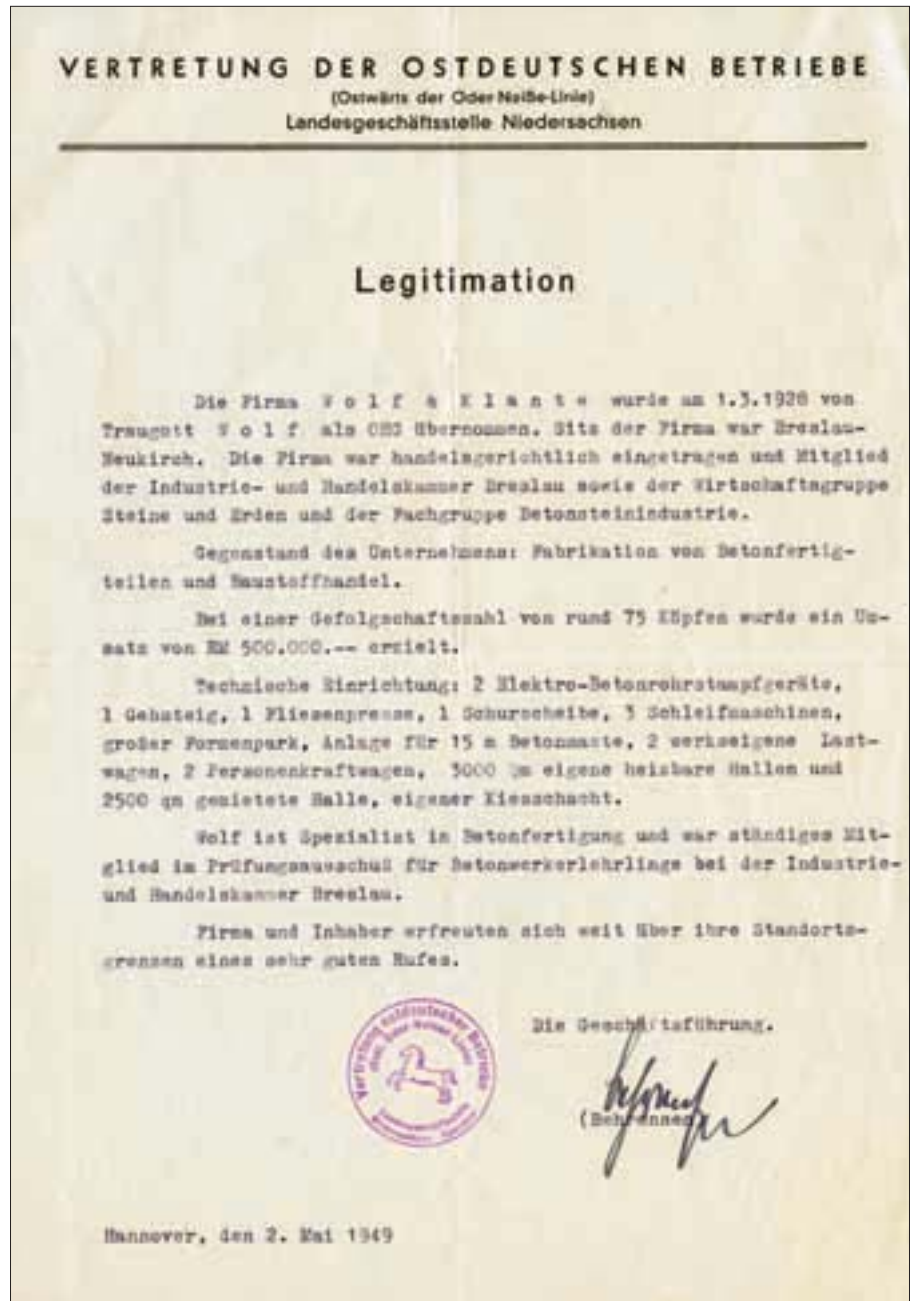 VERTRETUNG DER OSTDEUTSCHEN BETRIEBE
(Ostwärts der Oder-Neiße-Linie)
Landesgeschäftsstelle Niedersachsen
Legitimation
Die Firma W o l f & K l a n t e wurde am 1.3.1928 von
Traugott W o l f als OHG übernommen. Sitz der Firma war Breslau-
Neukirch. Die Firma war handelsgerichtlich eingetragen und Mitglied
der Industrie- und Handelskammer Breslau sowie der Wirtschaftsgruppe
Steine und Erden und der Fachgruppe Betonsteinindustrie.
Gegenstand des Unternehmens: Fabrikation von Betonfertig-
teilen und Baustoffhandel.
Bei einer Gefolgschaftszahl von rund 75 Köpfen wurde ein Um-
satz von RM 500.000.-- erzielt.
Technische Einrichtung: 2 Elektro-Betonrohrstampfgeräte,
1 Gehsteig, 1 Fliesenpresse, 1 Schurscheibe, 3 Schleifmaschinen,
großer Formenpark, Anlage für 15 m Betonmaste, 2 werkseigene Last-
wagen, 2 Personenkraftwagen, 3000 qm eigene heizbare Hallen und
2500 qm gemietete Halle, eigener Kiesschacht.
Wolf ist Spezialist in Betonfertigung und war ständiges Mit-
glied im Prüfungsausschuß für Betonwerkerlehrlinge bei der Industrie-
und Handelskammer Breslau.
Firma und Inhaber erfreuten sich weit über ihre Standorts-
grenzen eines sehr guten Rufes.
Vertretung ostdeutscher Betriebe
Die Geschäftsführung.
(Behrensen)
Hannover, den 2. Mai 1949